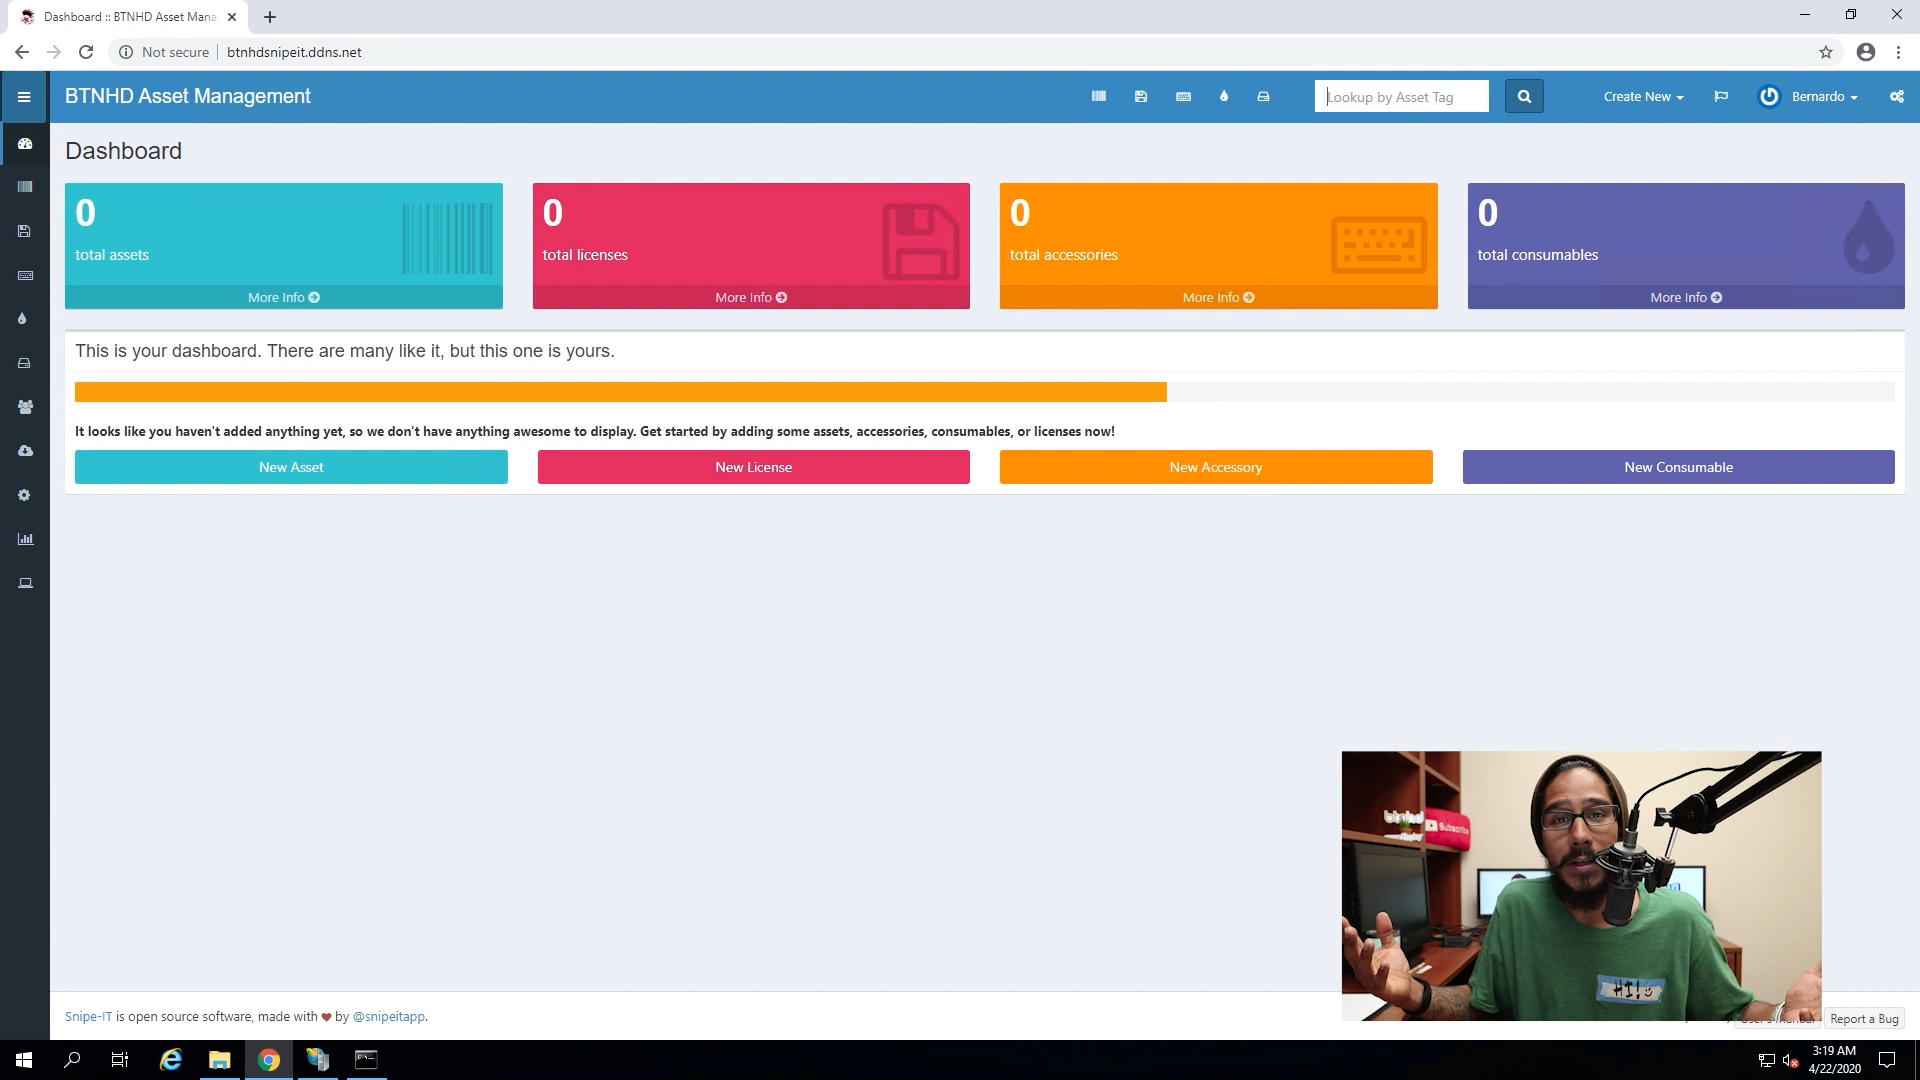 Dashboard :: BTNHD Asset Mana
Not secure
btnhdsnipeit.ddns.net
BTNHD Asset Management
Lookup by Asset Tag
Create New
Bernardo
Dashboard
0
total assets
More Info
0
total licenses
More Info
0
total accessories
More Info
0
total consumables
More Info
This is your dashboard. There are many like it, but this one is yours.
It looks like you haven't added anything yet, so we don't have anything awesome to display. Get started by adding some assets, accessories, consumables, or licenses now!
New Asset
New License
New Accessory
New Consumable
btnhd
Subscribe
HI!
Snipe-IT is open source software, made with ♥ by @snipeitapp.
User's Manual
Report a Bug
3:19 AM
4/22/2020